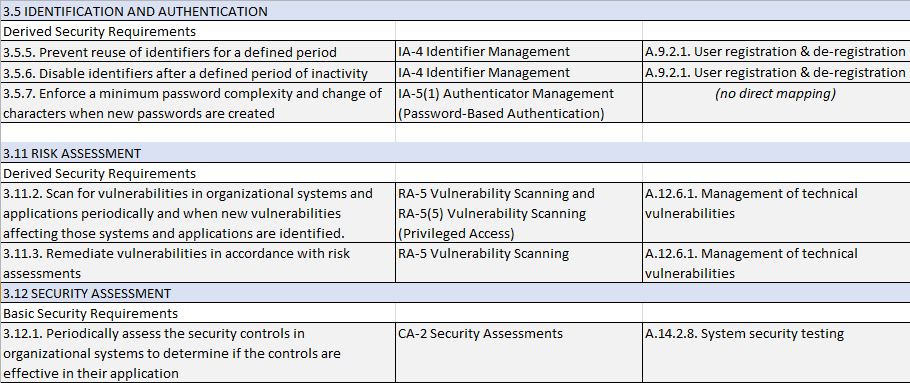 3.5 IDENTIFICATION AND AUTHENTICATION
Derived Security Requirements
3.5.5. Prevent reuse of identifiers for a defined period
IA-4 Identifier Management
A.9.2.1. User registration & de-registration
3.5.6. Disable identifiers after a defined period of inactivity
IA-4 Identifier Management
A.9.2.1. User registration & de-registration
3.5.7. Enforce a minimum password complexity and change of
characters when new passwords are created
IA-5(1) Authenticator Management
(Password-Based Authentication)
(no direct mapping)
3.11 RISK ASSESSMENT
Derived Security Requirements
3.11.2. Scan for vulnerabilities in organizational systems and
applications periodically and when new vulnerabilities
affecting those systems and applications are identified.
RA-5 Vulnerability Scanning and
RA-5(5) Vulnerability Scanning
(Privileged Access)
A.12.6.1. Management of technical
vulnerabilities
3.11.3. Remediate vulnerabilities in accordance with risk
assessments
RA-5 Vulnerability Scanning
A.12.6.1. Management of technical
vulnerabilities
3.12 SECURITY ASSESSMENT
Basic Security Requirements
3.12.1. Periodically assess the security controls in
organizational systems to determine if the controls are
effective in their application
CA-2 Security Assessments
A.14.2.8. System security testing